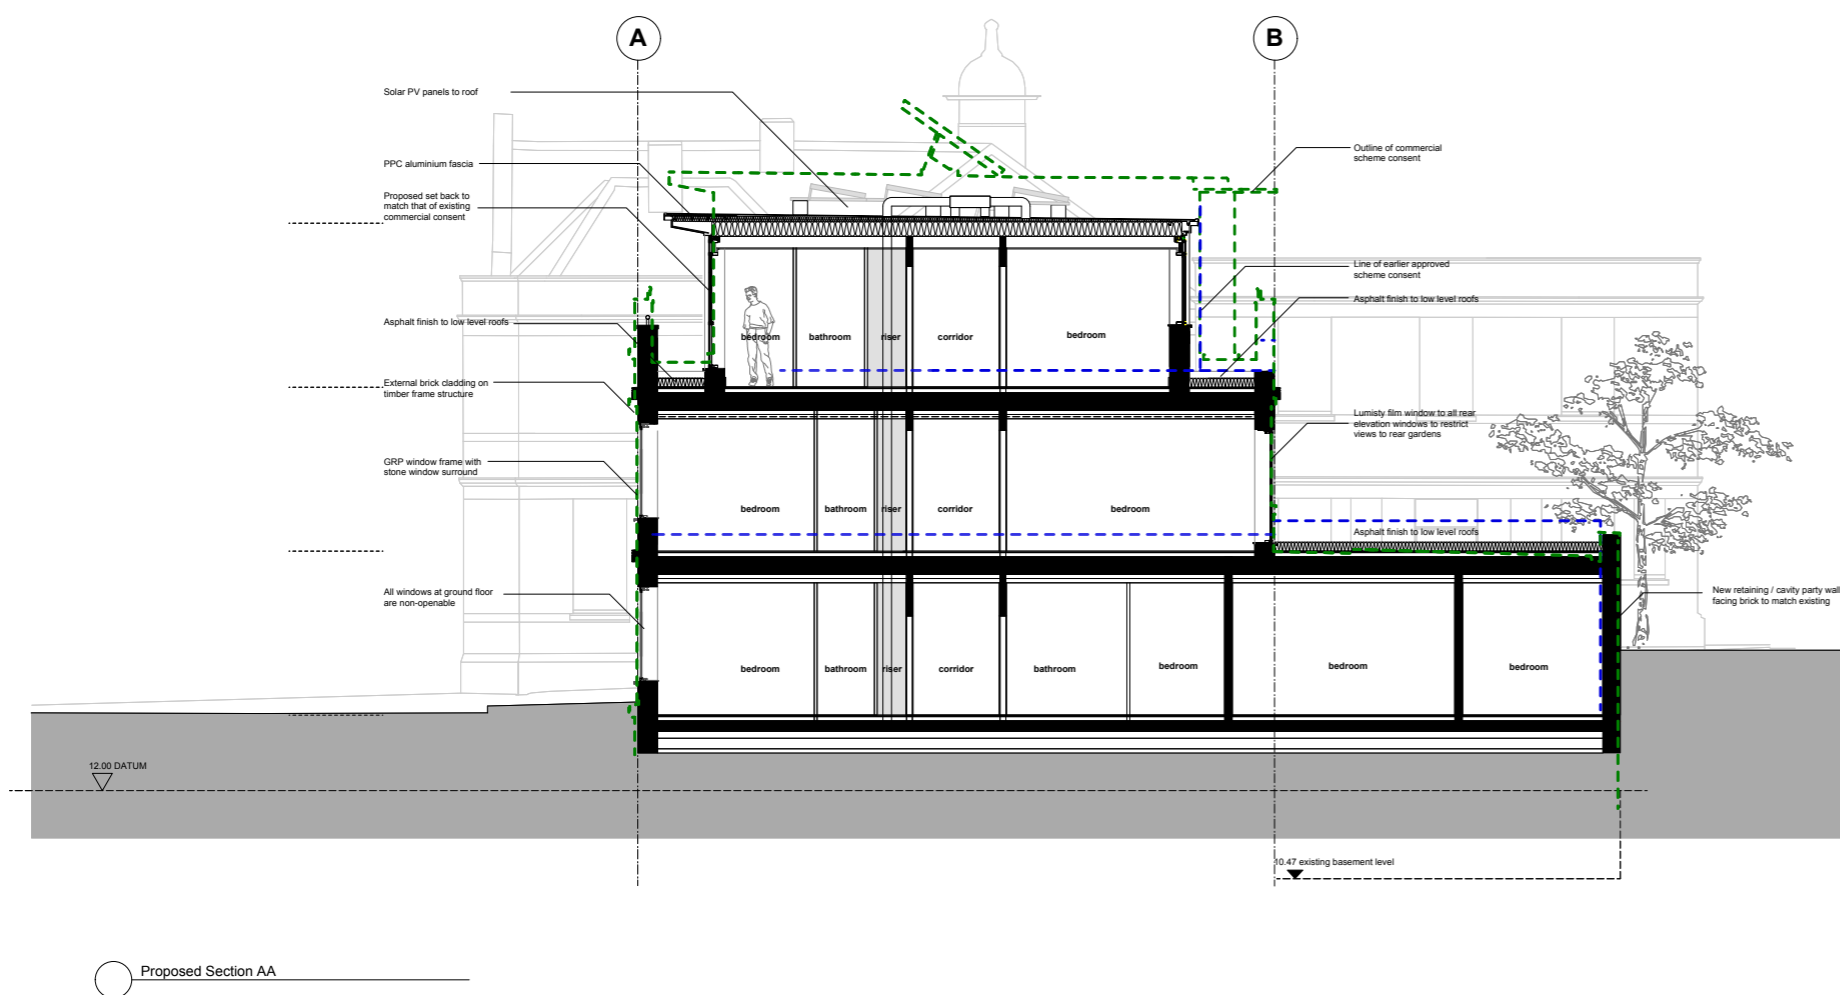 A
B
Solar PV panels to roof
Outline of commercial
scheme consent
PPC aluminium fascia
Proposed set back to
match that of existing
commercial consent
Line of earlier approved
scheme consent
Asphalt finish to low level roofs
Asphalt finish to low level roofs
bedroom
bathroom
riser
corridor
bedroom
External brick cladding on
timber frame structure
Lumisty film window to all rear
elevation windows to restrict
views to rear gardens
GRP window frame with
stone window surround
bedroom
bathroom
riser
corridor
bedroom
Asphalt finish to low level roofs
All windows at ground floor
are non-openable
New retaining / cavity party wall
facing brick to match existing
bedroom
bathroom
riser
corridor
bathroom
bedroom
bedroom
bedroom
12.00 DATUM
10.47 existing basement level
Proposed Section AA